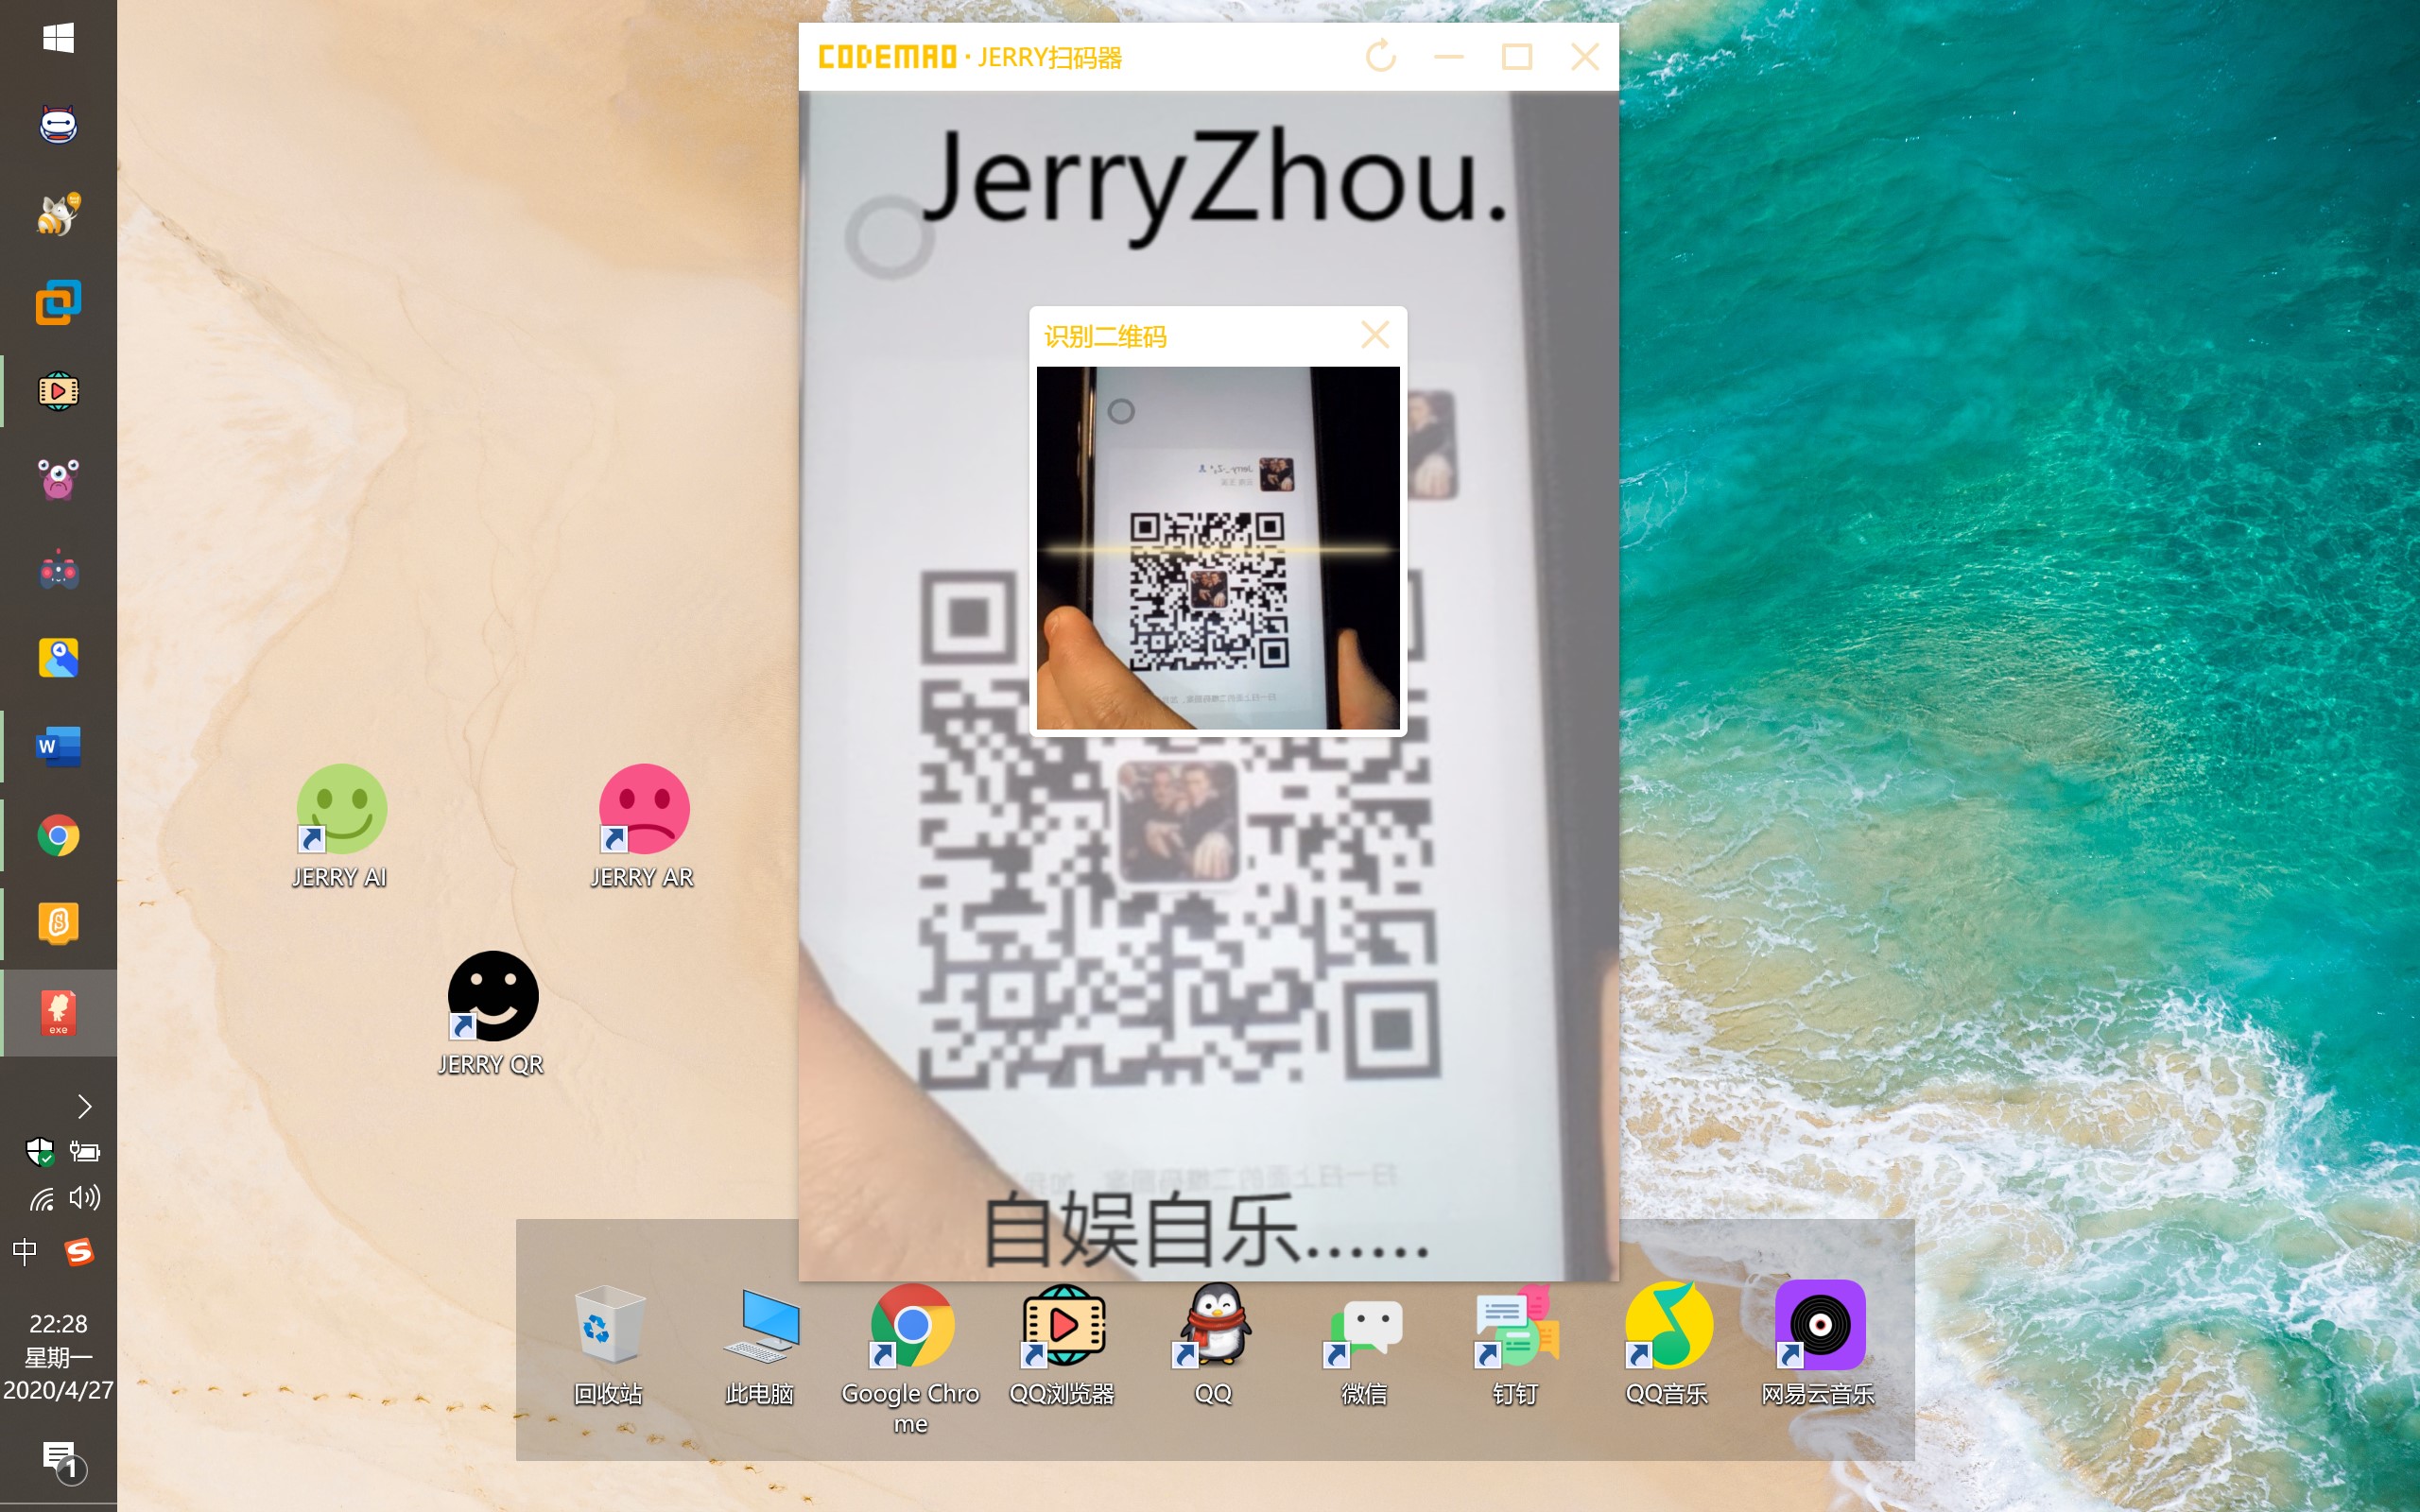 CODEMAO · JERRY扫码器
JerryZhou.
识别二维码
自娱自乐......
JERRY AI
JERRY AR
JERRY QR
exe
中
22:28
星期一
2020/4/27
1
回收站
此电脑
Google Chro
me
QQ浏览器
QQ
微信
钉钉
QQ音乐
网易云音乐